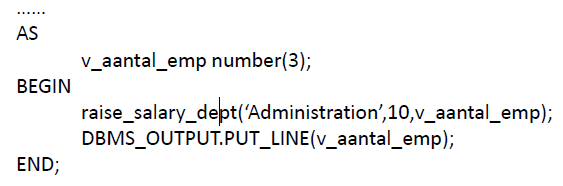 ......
AS
v_aantal_emp number(3);
BEGIN
raise_salary_dept(‘Administration’,10,v_aantal_emp);
DBMS_OUTPUT.PUT_LINE(v_aantal_emp);
END;